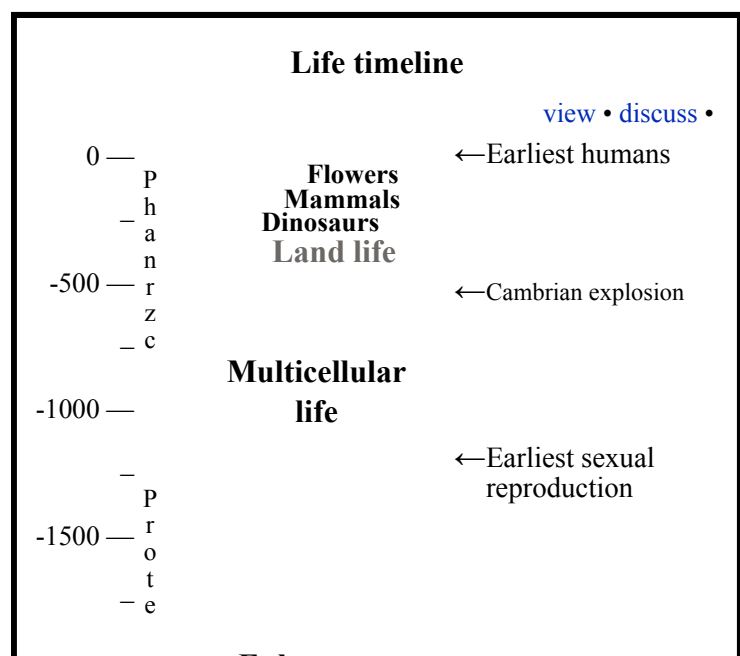 Life timeline
view • discuss •
0 —
←Earliest humans
P
h
a
n
r
z
c
Flowers
Mammals
Dinosaurs
Land life
-500 —
←Cambrian explosion
Multicellular
life
-1000 —
←Earliest sexual
reproduction
P
r
o
t
e
-1500 —